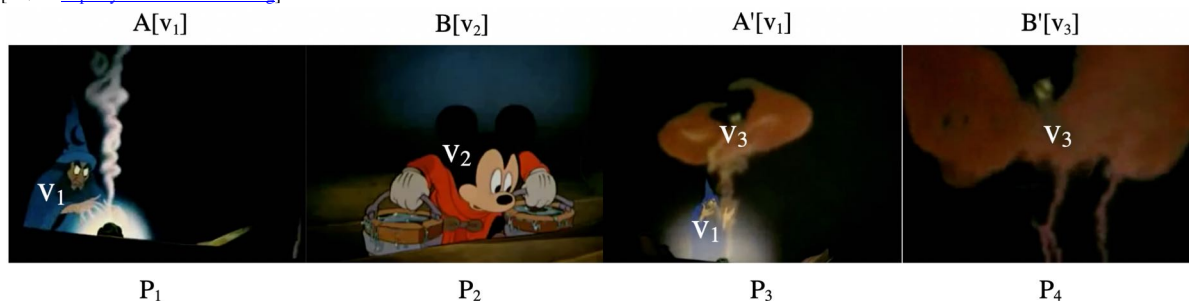 A[v₁] B[v₂] A'[v₁] B'[v₃]
v₁ v₂ v₃ v₁ v₃
P₁ P₂ P₃ P₄